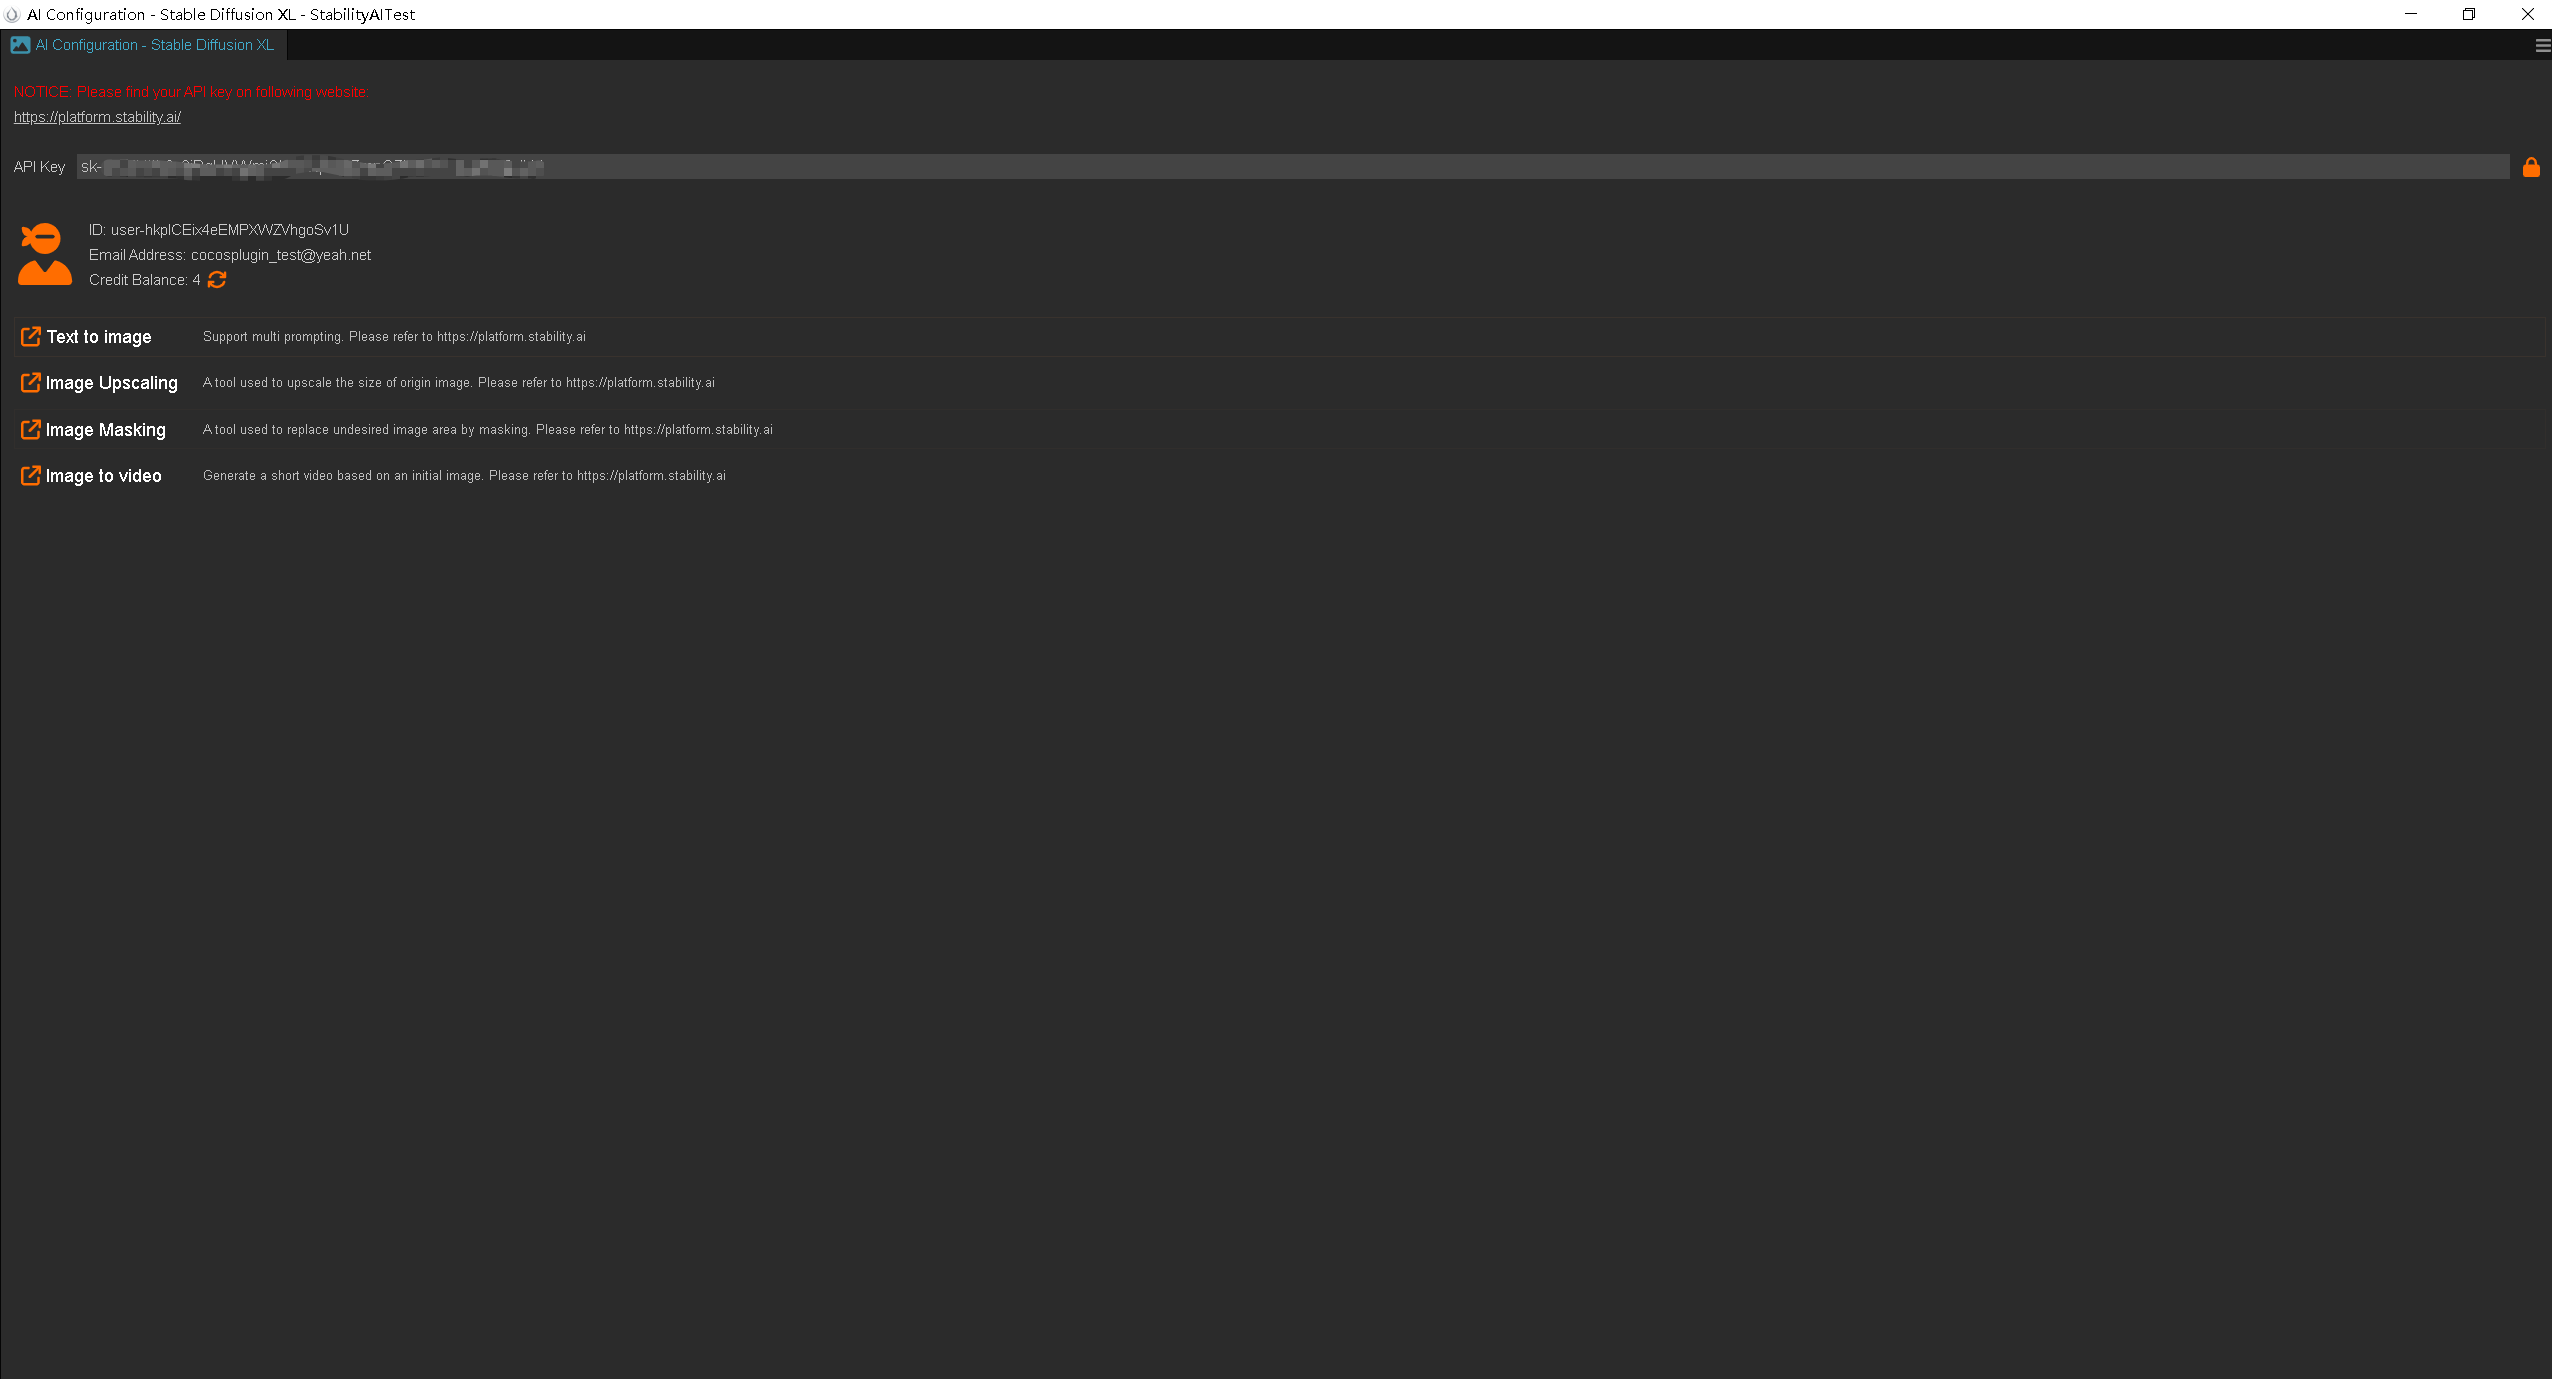 AI Configuration - Stable Diffusion XL - StabilityAITest
AI Configuration - Stable Diffusion XL
NOTICE: Please find your API key on following website:
https://platform.stability.ai/
API Key sk-
ID: user-hkpICEix4eEMPXWZVhgoSv1U
Email Address: cocosplugin_test@yeah.net
Credit Balance: 4
Text to image Support multi prompting. Please refer to https://platform.stability.ai
Image Upscaling A tool used to upscale the size of origin image. Please refer to https://platform.stability.ai
Image Masking A tool used to replace undesired image area by masking. Please refer to https://platform.stability.ai
Image to video Generate a short video based on an initial image. Please refer to https://platform.stability.ai